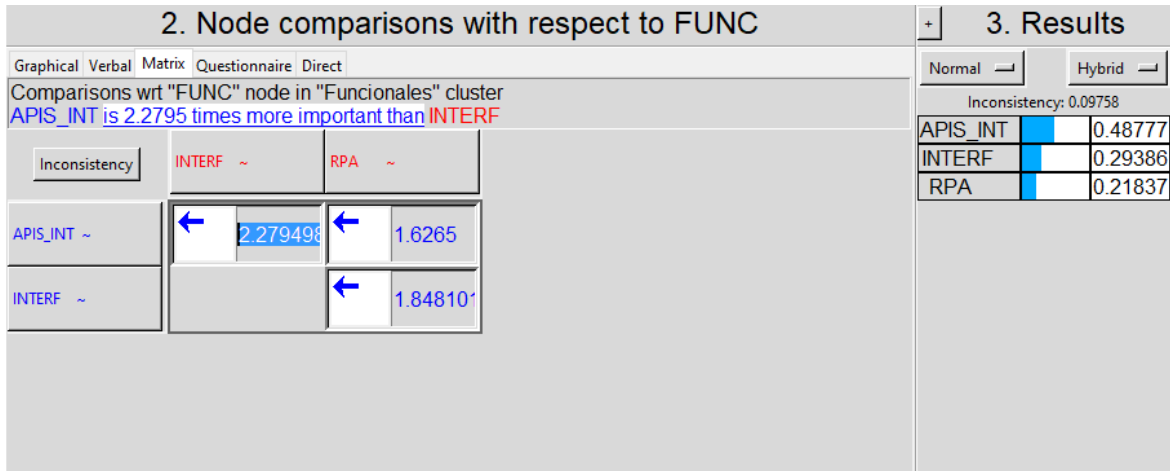 2. Node comparisons with respect to FUNC
Graphical Verbal Matrix Questionnaire Direct
Comparisons wrt "FUNC" node in "Funcionales" cluster
APIS_INT is 2.2795 times more important than INTERF
Inconsistency INTERF ~ RPA ~
APIS_INT ~ 2.279498 1.6265
INTERF ~ 1.848101
+ 3. Results
Normal Hybrid
Inconsistency: 0.09758
APIS_INT 0.48777
INTERF 0.29386
RPA 0.21837